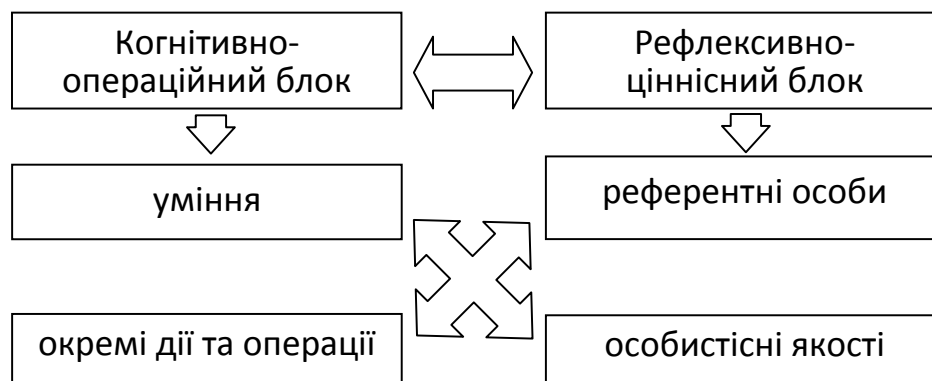 Когнітивно-
операційний блок
Рефлексивно-
ціннісний блок
уміння
референтні особи
окремі дії та операції
особистісні якості